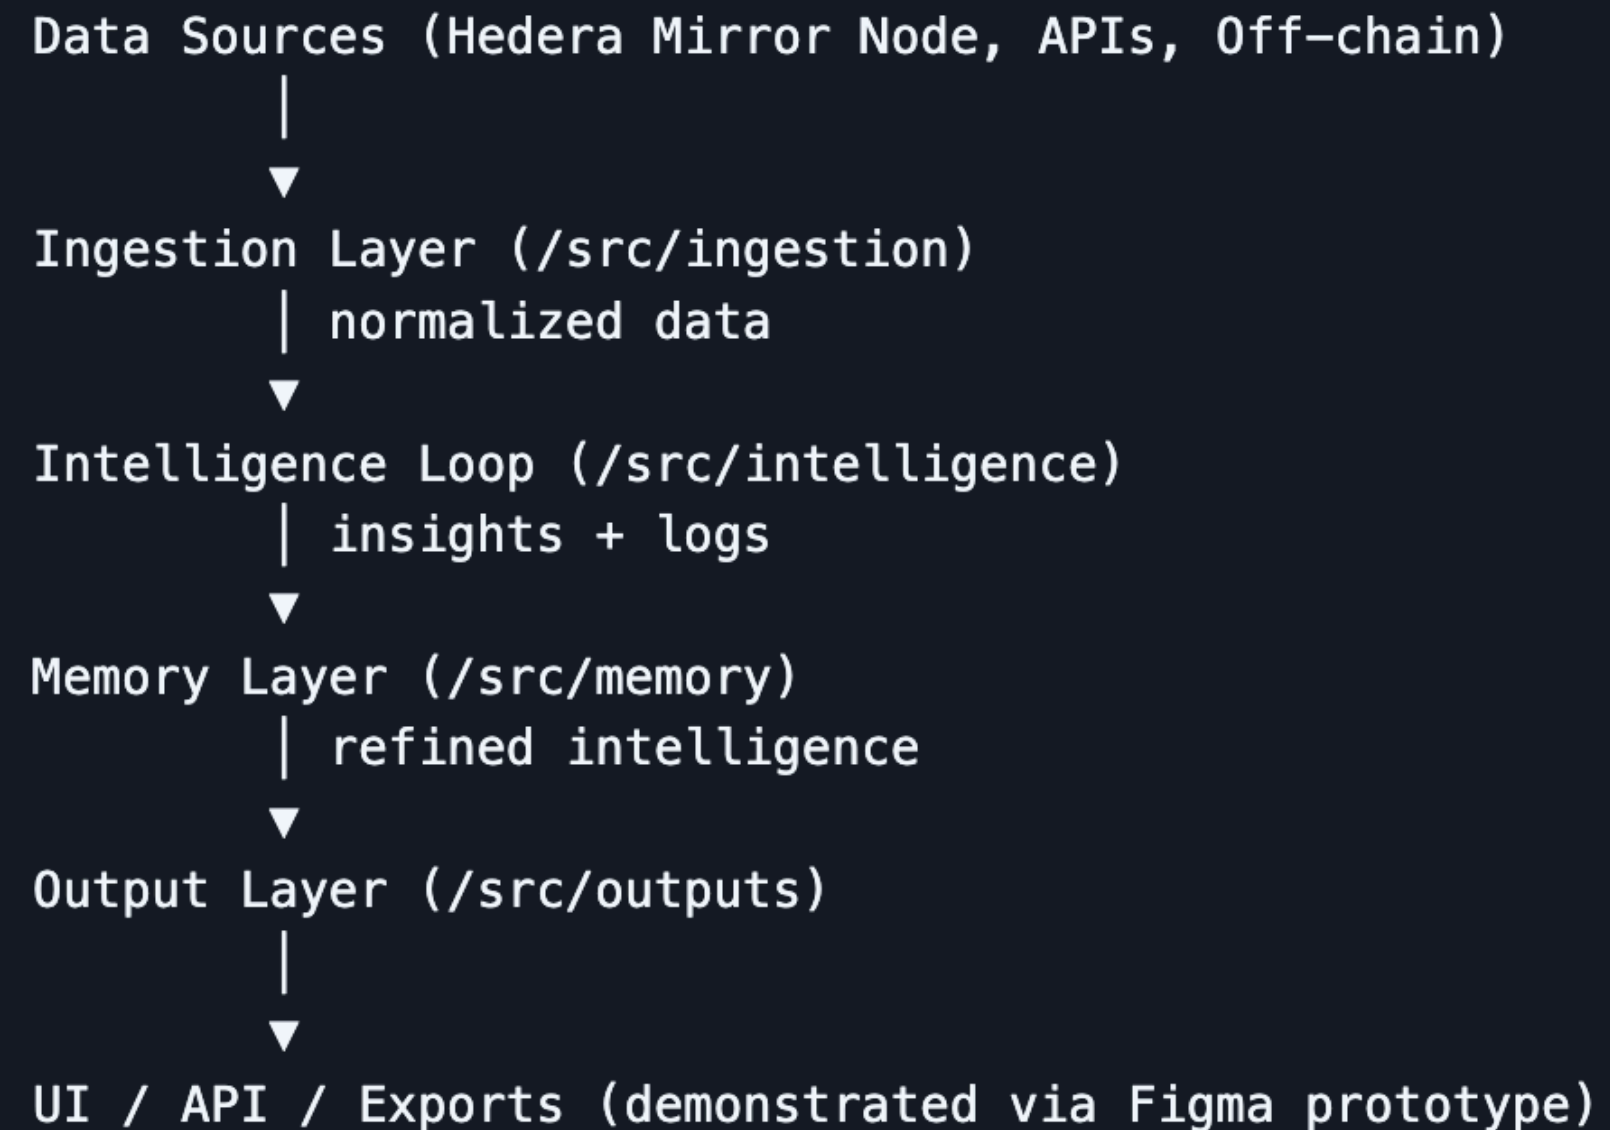 Data Sources (Hedera Mirror Node, APIs, Off-chain)
│
▼
Ingestion Layer (/src/ingestion)
│ normalized data
▼
Intelligence Loop (/src/intelligence)
│ insights + logs
▼
Memory Layer (/src/memory)
│ refined intelligence
▼
Output Layer (/src/outputs)
│
▼
UI / API / Exports (demonstrated via Figma prototype)